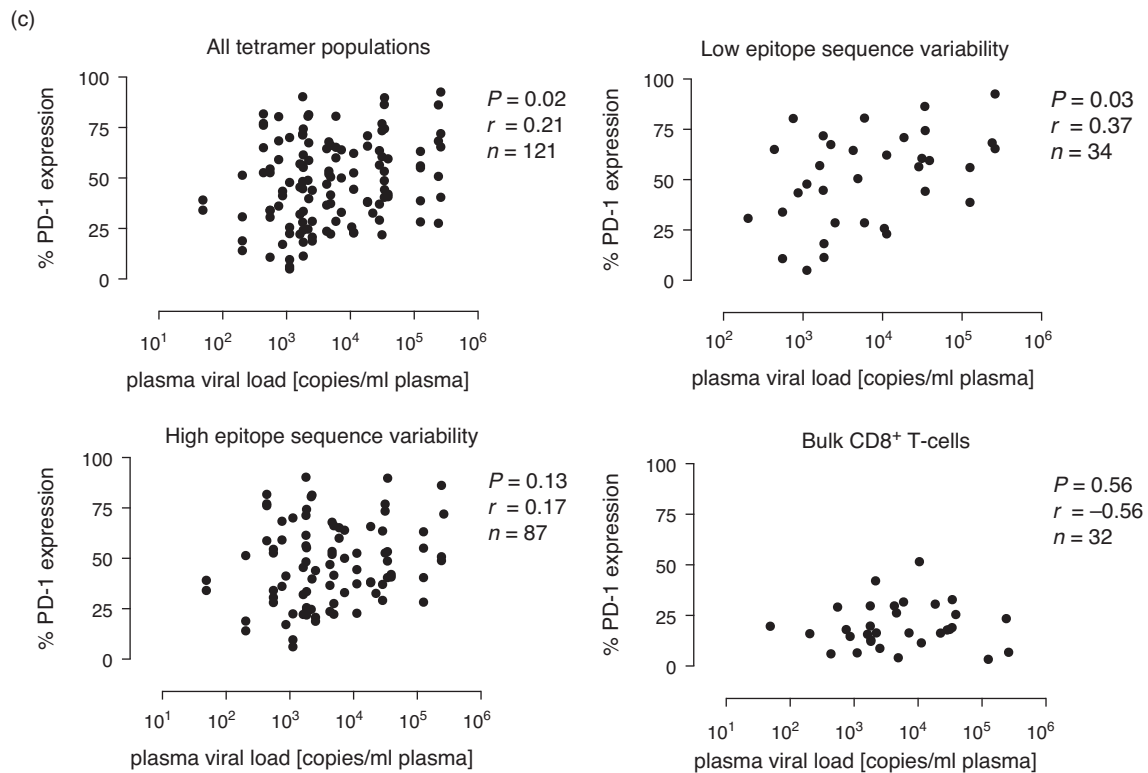 (c)
All tetramer populations
% PD-1 expression
100
75
50
25
0
10¹ 10² 10³ 10⁴ 10⁵ 10⁶
plasma viral load [copies/ml plasma]
P = 0.02
r = 0.21
n = 121
Low epitope sequence variability
% PD-1 expression
100
75
50
25
0
10² 10³ 10⁴ 10⁵ 10⁶
plasma viral load [copies/ml plasma]
P = 0.03
r = 0.37
n = 34
High epitope sequence variability
% PD-1 expression
100
75
50
25
0
10¹ 10² 10³ 10⁴ 10⁵ 10⁶
plasma viral load [copies/ml plasma]
P = 0.13
r = 0.17
n = 87
Bulk CD8⁺ T-cells
% PD-1 expression
100
75
50
25
0
10¹ 10² 10³ 10⁴ 10⁵ 10⁶
plasma viral load [copies/ml plasma]
P = 0.56
r = –0.56
n = 32